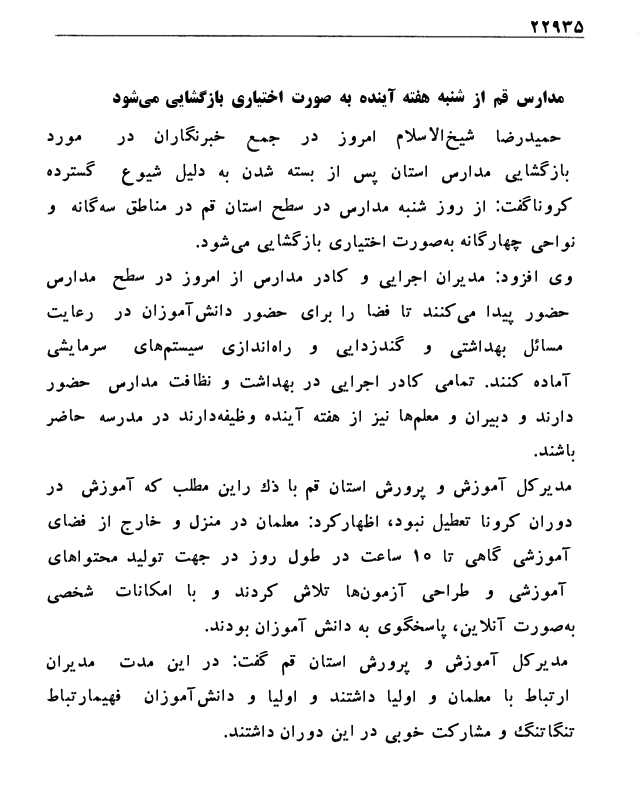 ۲۲۹۳۵
مدارس قم از شنبه هفته آینده به صورت اختیاری بازگشایی می‌شود
حمیدرضا شیخ‌الاسلام امروز در جمع خبرنگاران در مورد
بازگشایی مدارس استان پس از بسته شدن به دلیل شیوع گسترده
کروناگفت: از روز شنبه مدارس در سطح استان قم در مناطق سه‌گانه و
نواحی چهارگانه به‌صورت اختیاری بازگشایی می‌شود.
وی افزود: مدیران اجرایی و کادر مدارس از امروز در سطح مدارس
حضور پیدا می‌کنند تا فضا را برای حضور دانش‌آموزان در رعایت
مسائل بهداشتی و گندزدایی و راه‌اندازی سیستم‌های سرمایشی
آماده کنند. تمامی کادر اجرایی در بهداشت و نظافت مدارس حضور
دارند و دبیران و معلم‌ها نیز از هفته آینده وظیفه‌دارند در مدرسه حاضر
باشند.
مدیرکل آموزش و پرورش استان قم با ذک راین مطلب که آموزش در
دوران کرونا تعطیل نبود، اظهارکرد: معلمان در منزل و خارج از فضای
آموزشی گاهی تا ۱۵ ساعت در طول روز در جهت تولید محتواهای
آموزشی و طراحی آزمون‌ها تلاش کردند و با امکانات شخصی
به‌صورت آنلاین، پاسخگوی به دانش آموزان بودند.
مدیرکل آموزش و پرورش استان قم گفت: در این مدت مدیران
ارتباط با معلمان و اولیا داشتند و اولیا و دانش‌آموزان فهیمارتباط
تنگاتنگ و مشارکت خوبی در این دوران داشتند.